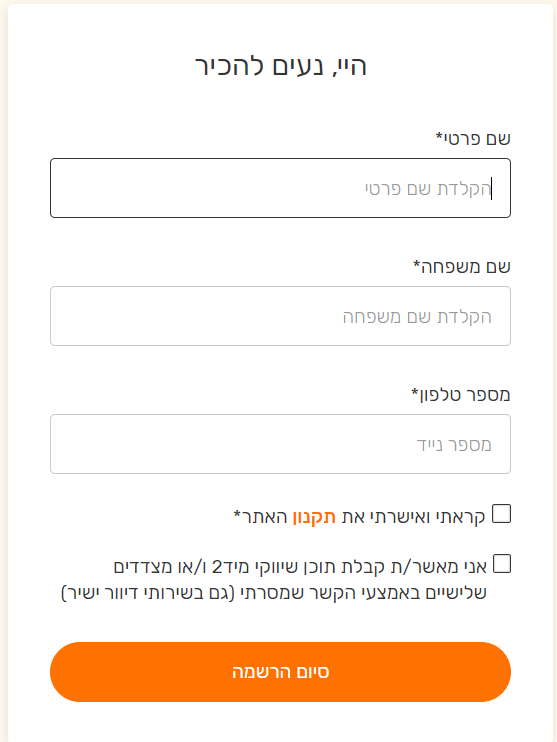 היי, נעים להכיר
שם פרטי*
הקלדת שם פרטי
שם משפחה*
הקלדת שם משפחה
מספר טלפון*
מספר נייד
קראתי ואישרתי את תקנון האתר*
אני מאשר/ת קבלת תוכן שיווקי מיד2 ו/או מצדדים
שלישיים באמצעי הקשר שמסרתי (גם בשירותי דיוור ישיר)
סיום הרשמה